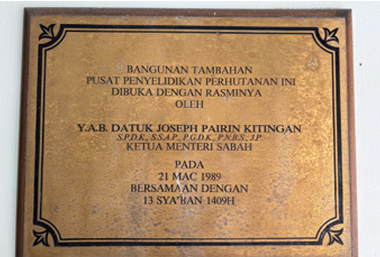 BANGUNAN TAMBAHAN
PUSAT PENYELIDIKAN PERHUTANAN INI
DIBUKA DENGAN RASMINYA
OLEH
Y.A.B. DATUK JOSEPH PAIRIN KITINGAN
S.P.D.K., S.S.A.P., P.G.D.K., P.N.B.S., J.P.
KETUA MENTERI SABAH
PADA
21 MAC 1989
BERSAMAAN DENGAN
13 SYA'BAN 1409H